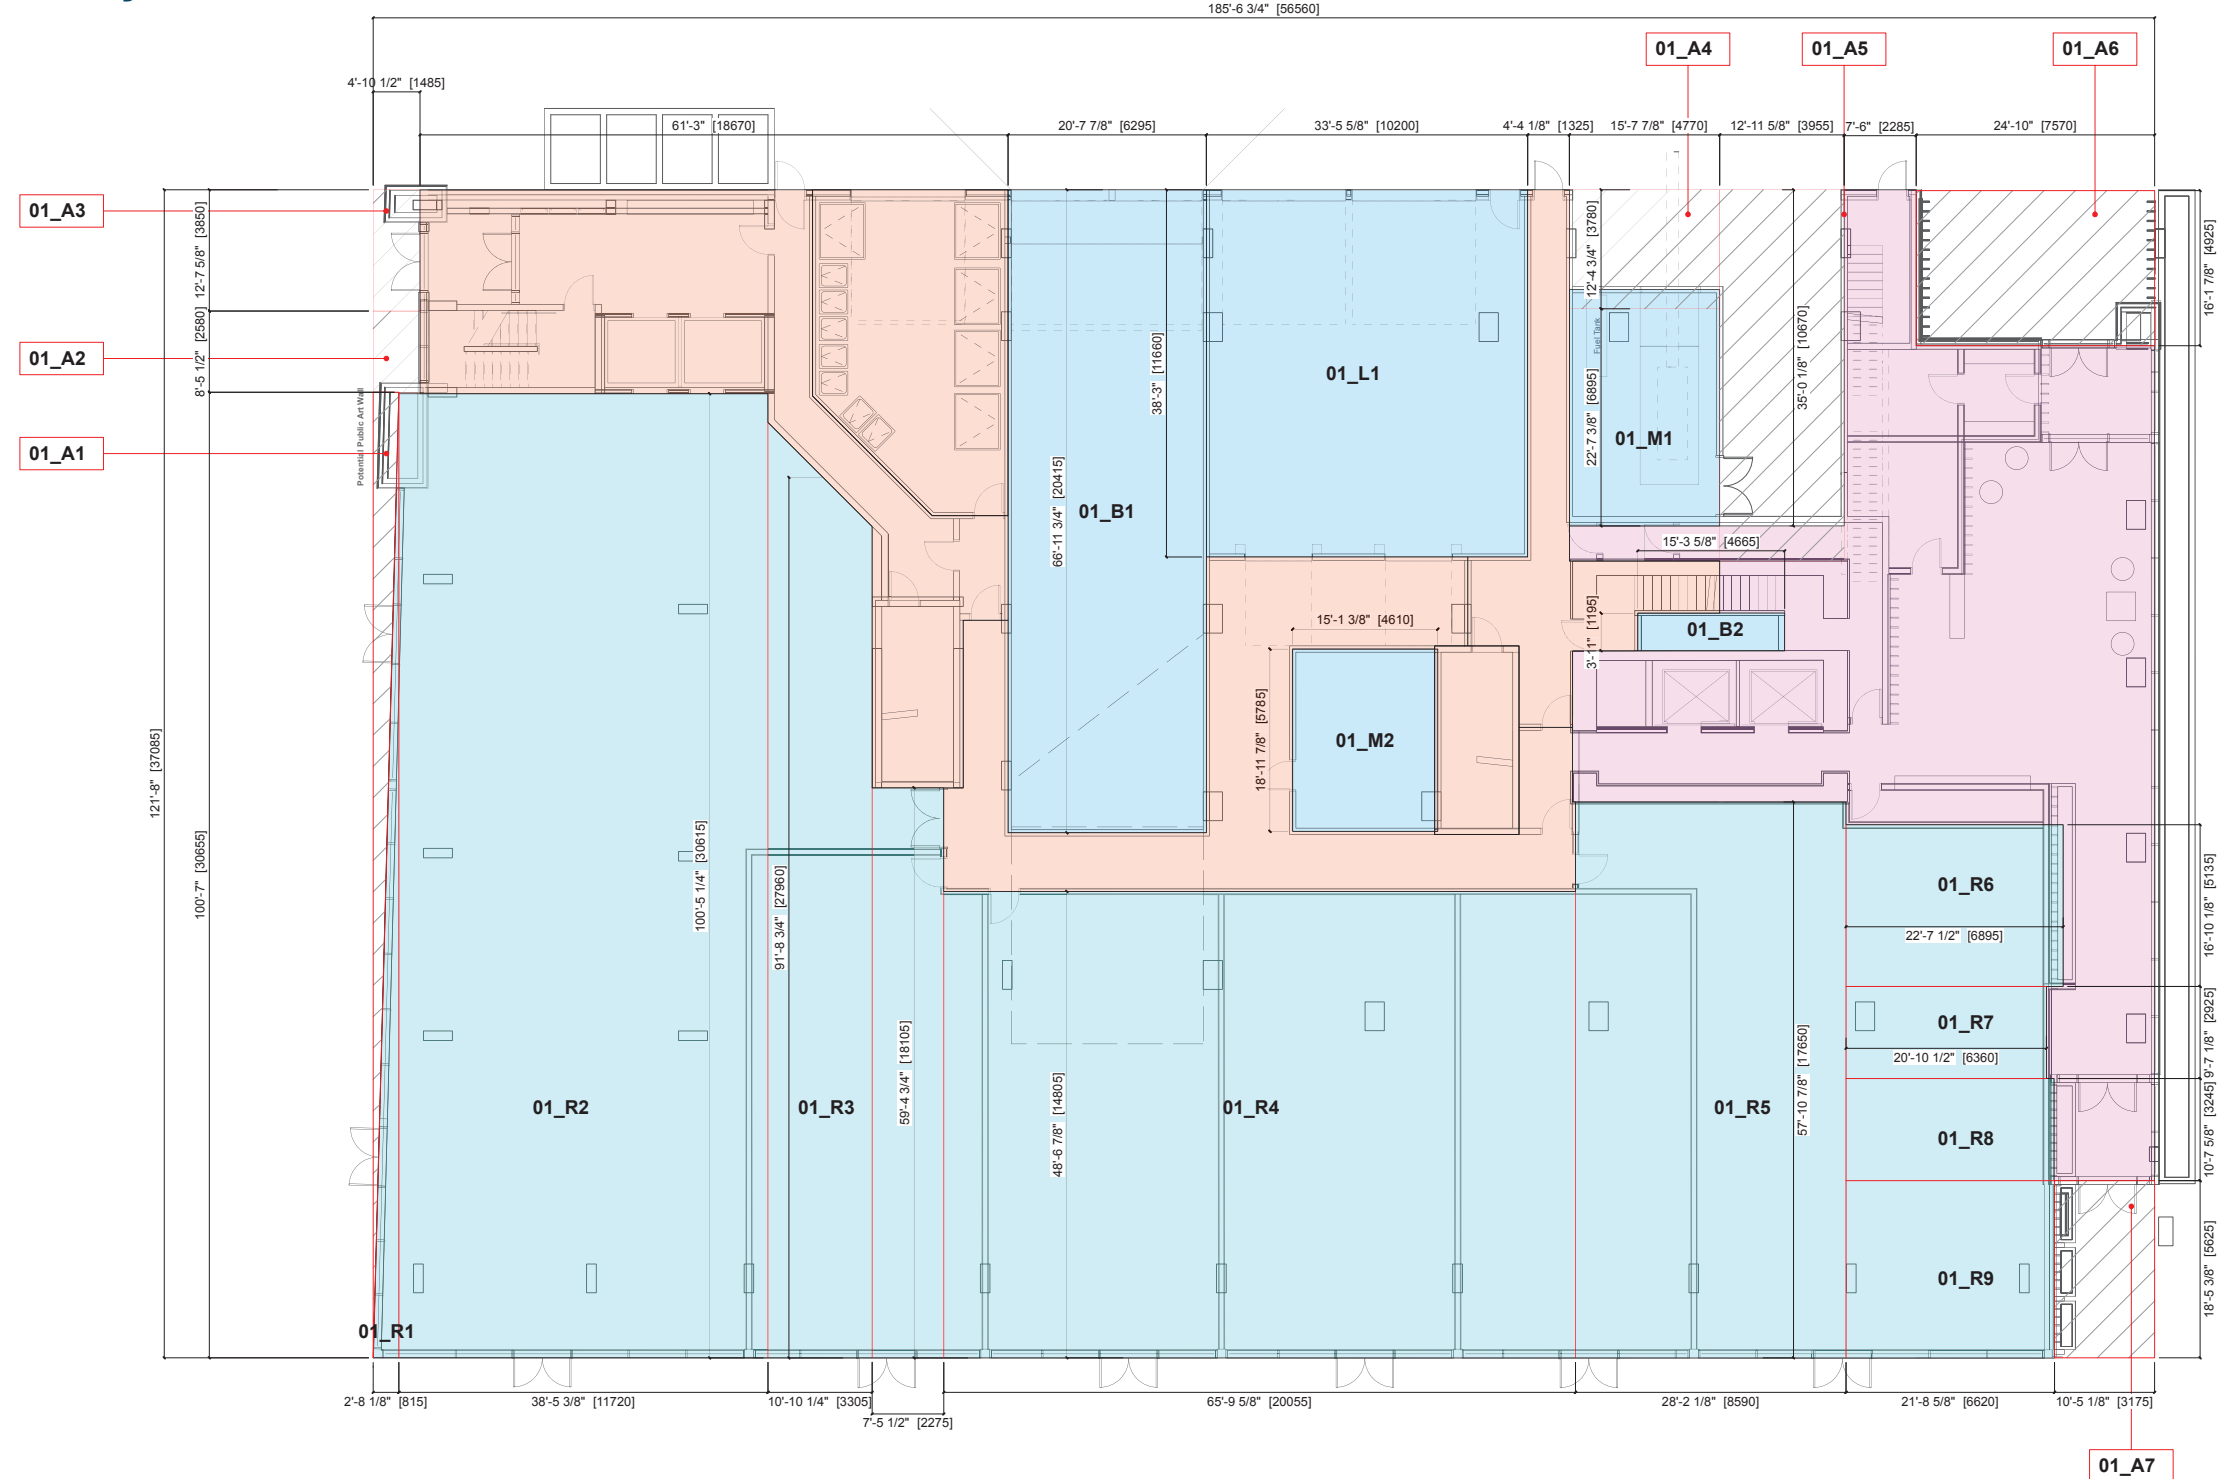 185'-6 3/4" [56560]
01_A4
01_A5
01_A6
4'-10 1/2" [1485]
61'-3" [18670]
20'-7 7/8" [6295]
33'-5 5/8" [10200]
4'-4 1/8" [1325]
15'-7 7/8" [4770]
12'-11 5/8" [3955]
7'-6" [2285]
24'-10" [7570]
01_A3
12'-7 5/8" [3850]
12'-4 3/4" [3780]
16'-1 7/8" [4925]
01_A2
8'-5 1/2" [2580]
Fuel Tank
35'-0 1/8" [10670]
38'-3" [11660]
01_L1
22'-7 3/8" [6895]
01_M1
Potential Public Art Wall
01_A1
66'-11 3/4" [20415]
01_B1
15'-3 5/8" [4665]
15'-1 3/8" [4610]
3'-11" [1195]
01_B2
18'-11 7/8" [5785]
01_M2
121'-8" [37085]
100'-7" [30655]
100'-5 1/4" [30615]
91'-8 3/4" [27960]
59'-4 3/4" [18105]
48'-6 7/8" [14805]
57'-10 7/8" [17650]
01_R6
16'-10 1/8" [5135]
22'-7 1/2" [6895]
01_R7
9'-7 1/8" [2925]
20'-10 1/2" [6360]
01_R2
01_R3
01_R4
01_R5
01_R8
10'-7 5/8" [3245]
01_R9
18'-5 3/8" [5625]
01_R1
2'-8 1/8" [815]
38'-5 3/8" [11720]
10'-10 1/4" [3305]
7'-5 1/2" [2275]
65'-9 5/8" [20055]
28'-2 1/8" [8590]
21'-8 5/8" [6620]
10'-5 1/8" [3175]
01_A7